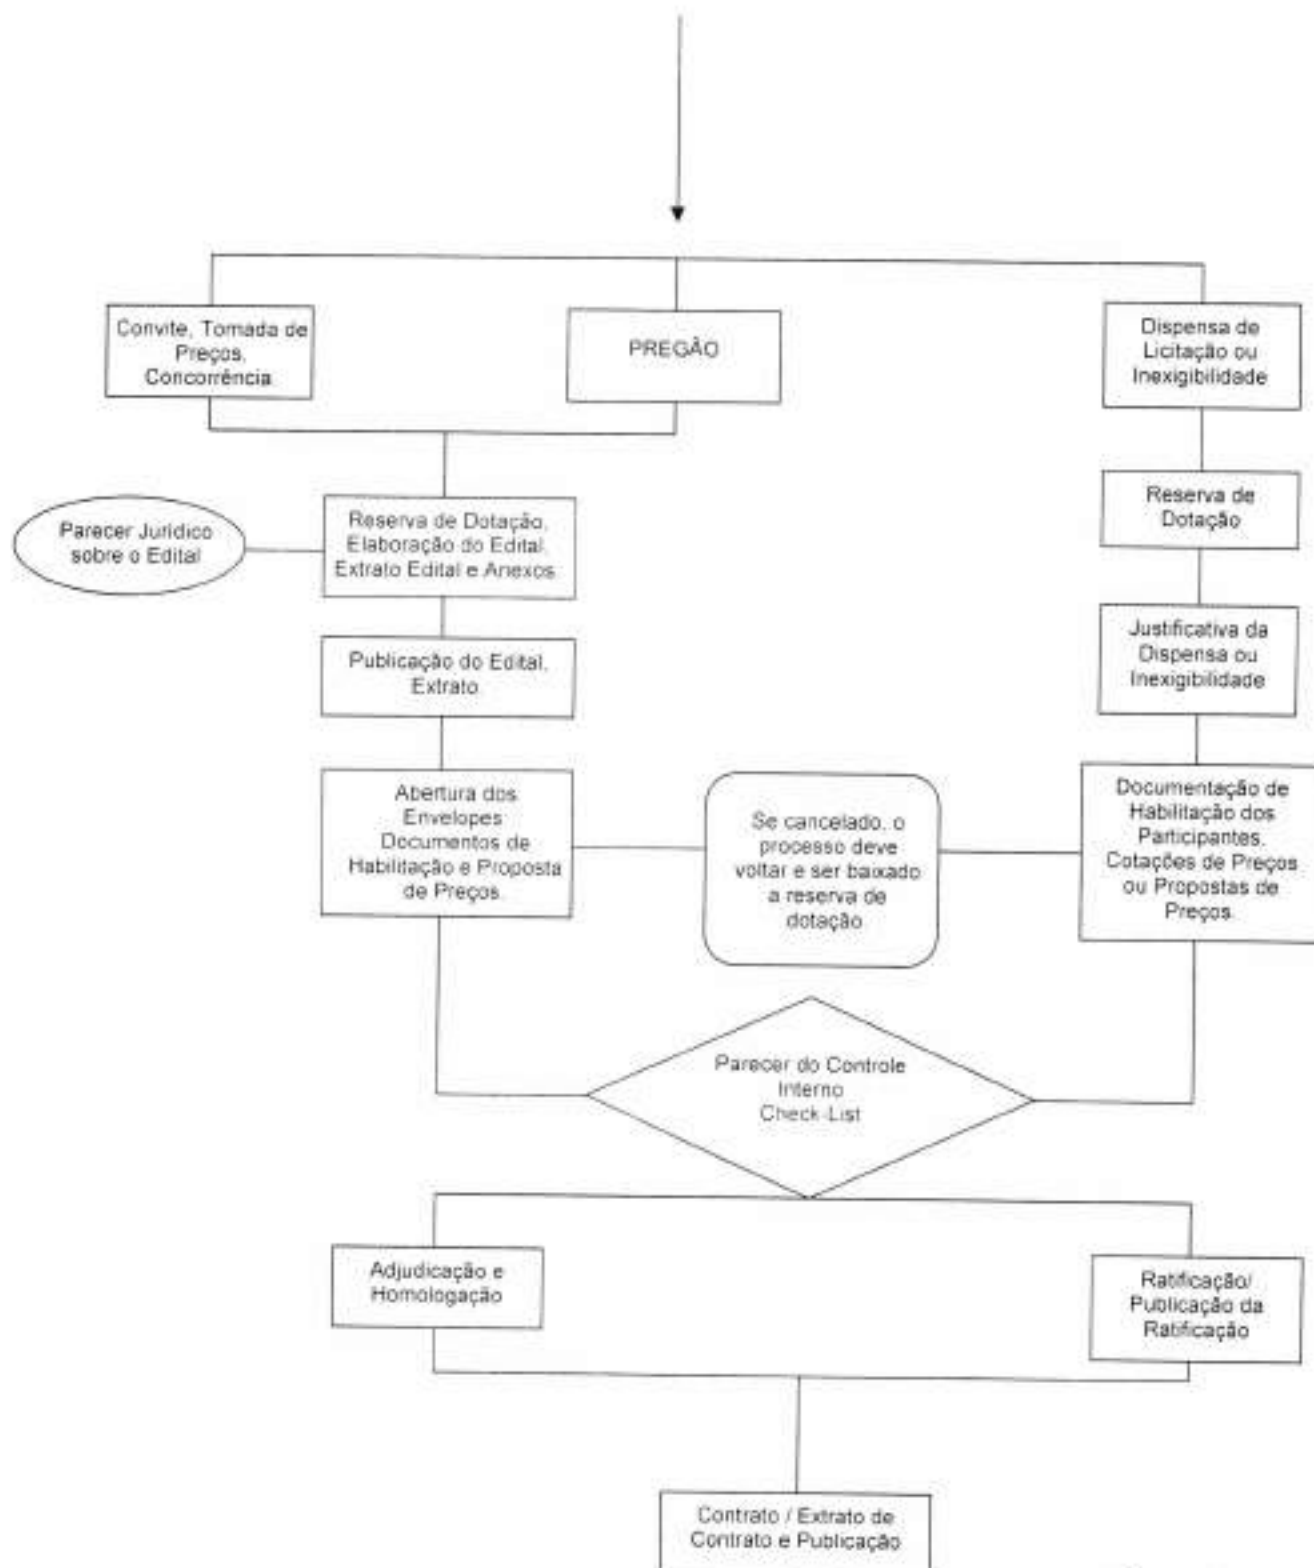 Convite, Tomada de
Preços,
Concorrência
PREGÃO
Dispensa de
Licitação ou
Inexigibilidade
Reserva de
Dotação
Parecer Jurídico
sobre o Edital
Reserva de Dotação,
Elaboração do Edital,
Extrato Edital e Anexos
Justificativa da
Dispensa ou
Inexigibilidade
Publicação do Edital,
Extrato
Abertura dos
Envelopes
Documentos de
Habilitação e Proposta
de Preços.
Se cancelado, o
processo deve
voltar e ser baixado
a reserva de
dotação
Documentação de
Habilitação dos
Participantes,
Cotações de Preços
ou Propostas de
Preços.
Parecer do Controle
Interno
Check-List
Adjudicação e
Homologação
Ratificação/
Publicação da
Ratificação
Contrato / Extrato de
Contrato e Publicação